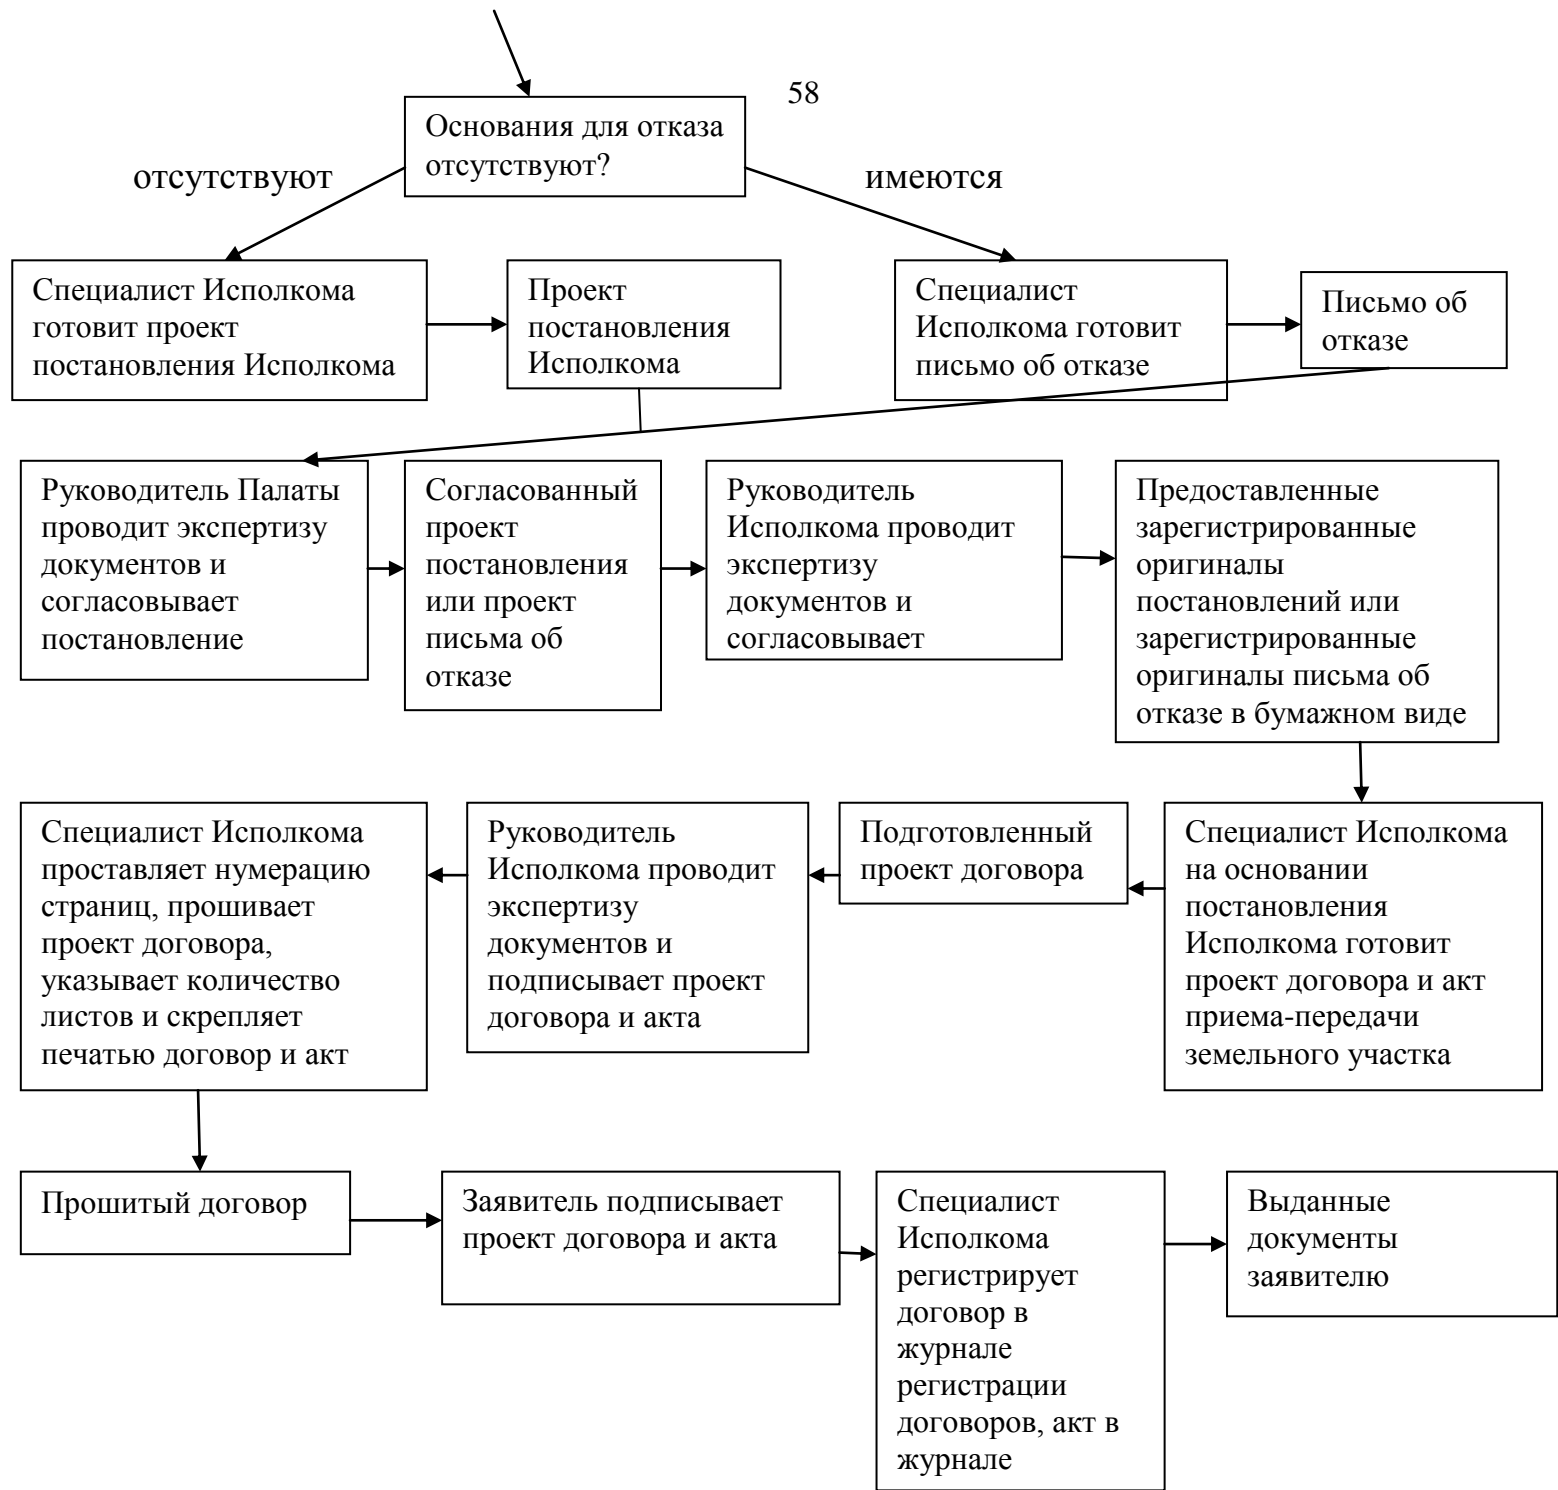 58
Основания для отказа
отсутствуют?
отсутствуют
имеются
Специалист Исполкома
готовит проект
постановления Исполкома
Проект
постановления
Исполкома
Специалист
Исполкома готовит
письмо об отказе
Письмо об
отказе
Руководитель Палаты
проводит экспертизу
документов и
согласовывает
постановление
Согласованный
проект
постановления
или проект
письма об
отказе
Руководитель
Исполкома проводит
экспертизу
документов и
согласовывает
Предоставленные
зарегистрированные
оригиналы
постановлений или
зарегистрированные
оригиналы письма об
отказе в бумажном виде
Специалист Исполкома
проставляет нумерацию
страниц, прошивает
проект договора,
указывает количество
листов и скрепляет
печатью договор и акт
Руководитель
Исполкома проводит
экспертизу
документов и
подписывает проект
договора и акта
Подготовленный
проект договора
Специалист Исполкома
на основании
постановления
Исполкома готовит
проект договора и акт
приема-передачи
земельного участка
Прошитый договор
Заявитель подписывает
проект договора и акта
Специалист
Исполкома
регистрирует
договор в
журнале
регистрации
договоров, акт в
журнале
Выданные
документы
заявителю